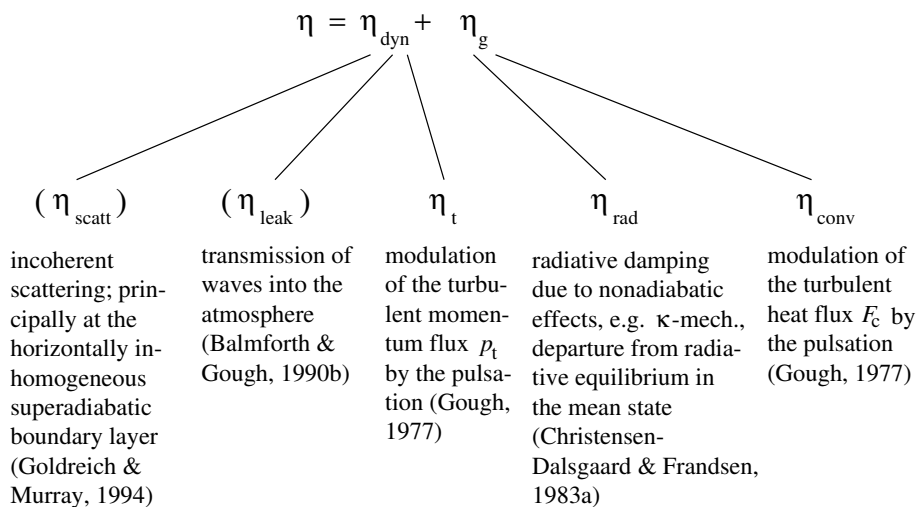 η = η_dyn + η_g
(η_scatt)
incoherent
scattering; prin-
cipally at the
horizontally in-
homogeneous
superadiabatic
boundary layer
(Goldreich &
Murray, 1994)
(η_leak)
transmission of
waves into the
atmosphere
(Balmforth &
Gough, 1990b)
η_t
modulation
of the turbu-
lent momen-
tum flux p_t
by the pulsa-
tion (Gough,
1977)
η_rad
radiative damping
due to nonadiabatic
effects, e.g. κ-mech.,
departure from radia-
tive equilibrium in
the mean state
(Christensen-
Dalsgaard & Frandsen,
1983a)
η_conv
modulation of
the turbulent
heat flux F_c by
the pulsation
(Gough, 1977)